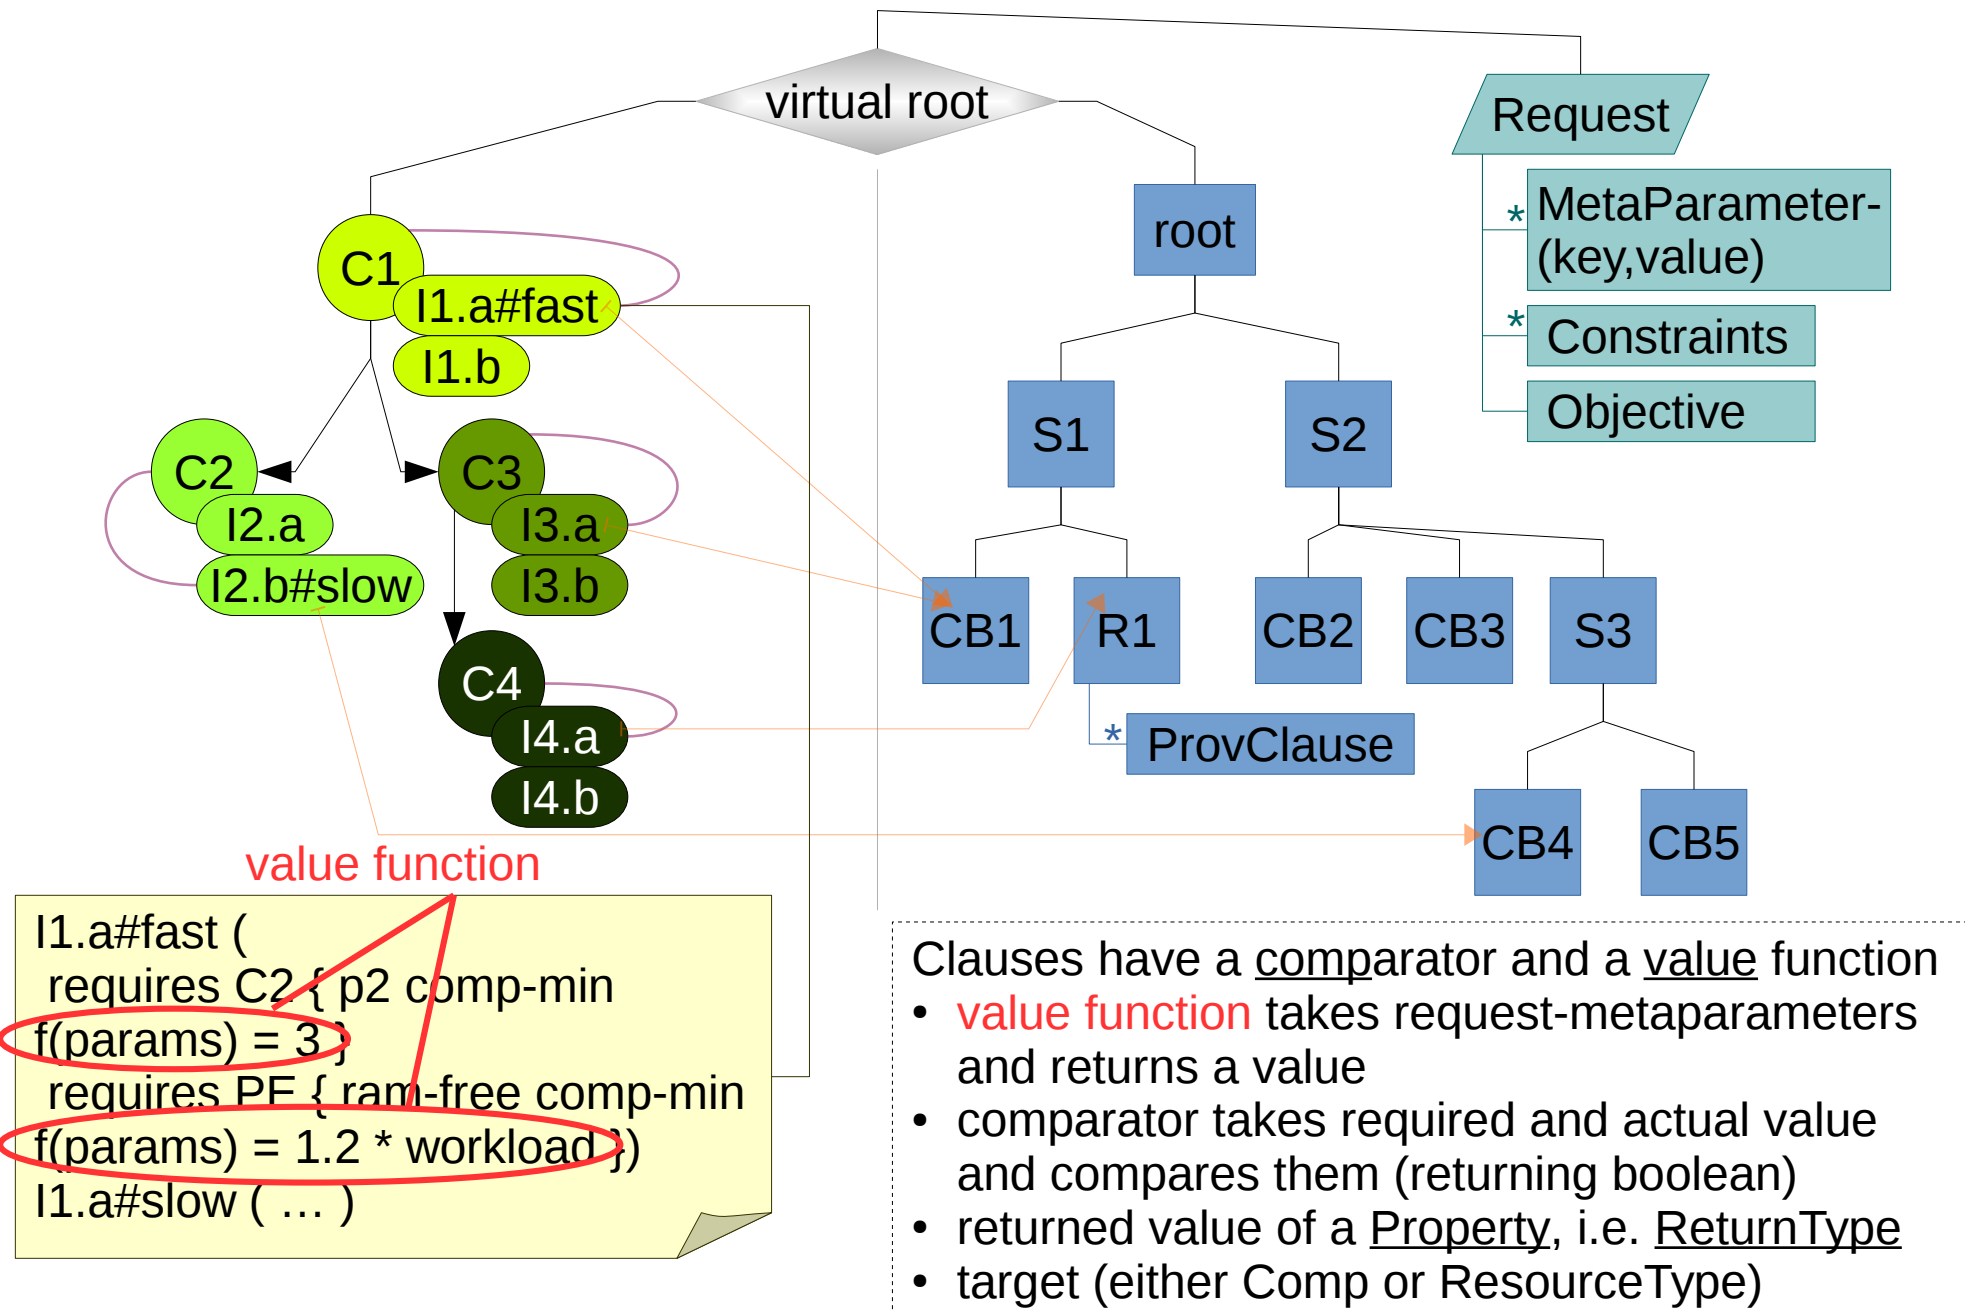 virtual root
Request
MetaParameter-
(key,value)
*
Constraints
*
Objective
root
C1
I1.a#fast
I1.b
S1
S2
C2
I2.a
I2.b#slow
C3
I3.a
I3.b
CB1
R1
CB2
CB3
S3
C4
I4.a
I4.b
*
ProvClause
CB4
CB5
value function
I1.a#fast (
requires C2 { p2 comp-min
f(params) = 3 }
requires PE { ram-free comp-min
f(params) = 1.2 * workload })
I1.a#slow ( … )
Clauses have a comparator and a value function
• value function takes request-metaparameters
and returns a value
• comparator takes required and actual value
and compares them (returning boolean)
• returned value of a Property, i.e. ReturnType
• target (either Comp or ResourceType)